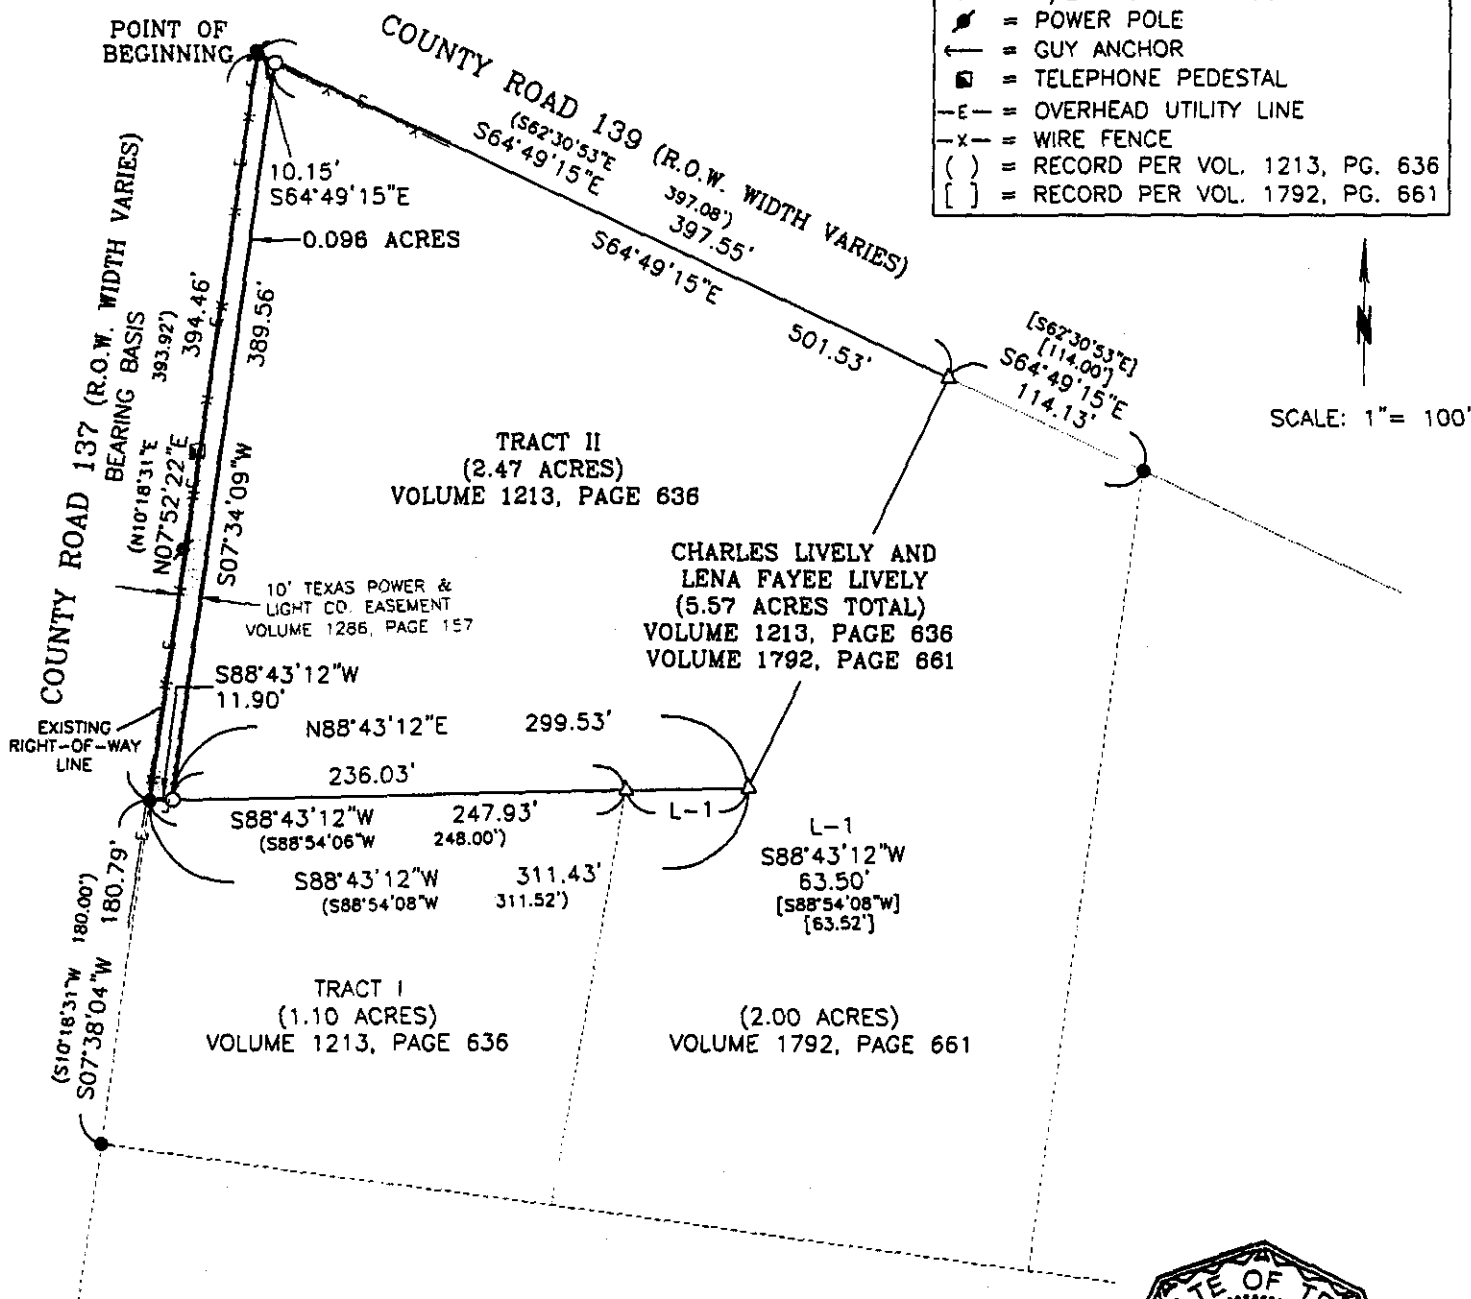 = POWER POLE
= GUY ANCHOR
= TELEPHONE PEDESTAL
-E- = OVERHEAD UTILITY LINE
-x- = WIRE FENCE
( ) = RECORD PER VOL. 1213, PG. 636
[ ] = RECORD PER VOL. 1792, PG. 661
N
SCALE: 1"= 100'
POINT OF
BEGINNING
COUNTY ROAD 139 (R.O.W. WIDTH VARIES)
(S62°30'53"E 397.08')
S64°49'15"E 397.55'
S64°49'15"E 501.53'
[S62°30'53"E]
[114.00']
S64°49'15"E
114.13'
10.15'
S64°49'15"E
0.096 ACRES
COUNTY ROAD 137 (R.O.W. WIDTH VARIES)
BEARING BASIS
(N10°18'31"E 393.92')
N07°52'22"E 394.46'
S07°34'09"W 389.56'
TRACT II
(2.47 ACRES)
VOLUME 1213, PAGE 636
CHARLES LIVELY AND
LENA FAYEE LIVELY
(5.57 ACRES TOTAL)
VOLUME 1213, PAGE 636
VOLUME 1792, PAGE 661
10' TEXAS POWER &
LIGHT CO. EASEMENT
VOLUME 1286, PAGE 157
S88°43'12"W
11.90'
EXISTING
RIGHT-OF-WAY
LINE
N88°43'12"E 299.53'
236.03'
S88°43'12"W 247.93'
(S88°54'06"W 248.00')
L-1
S88°43'12"W 311.43'
(S88°54'08"W 311.52')
L-1
S88°43'12"W
63.50'
[S88°54'08"W]
[63.52']
(S10°18'31"W 180.00')
S07°38'04"W 180.79'
TRACT I
(1.10 ACRES)
VOLUME 1213, PAGE 636
(2.00 ACRES)
VOLUME 1792, PAGE 661
OF